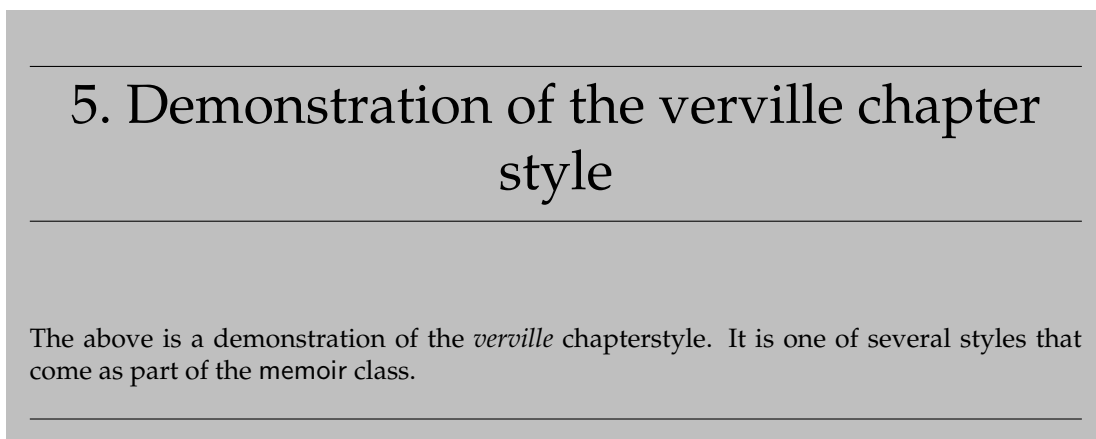 5. Demonstration of the verville chapter
style
The above is a demonstration of the verville chapterstyle. It is one of several styles that
come as part of the memoir class.